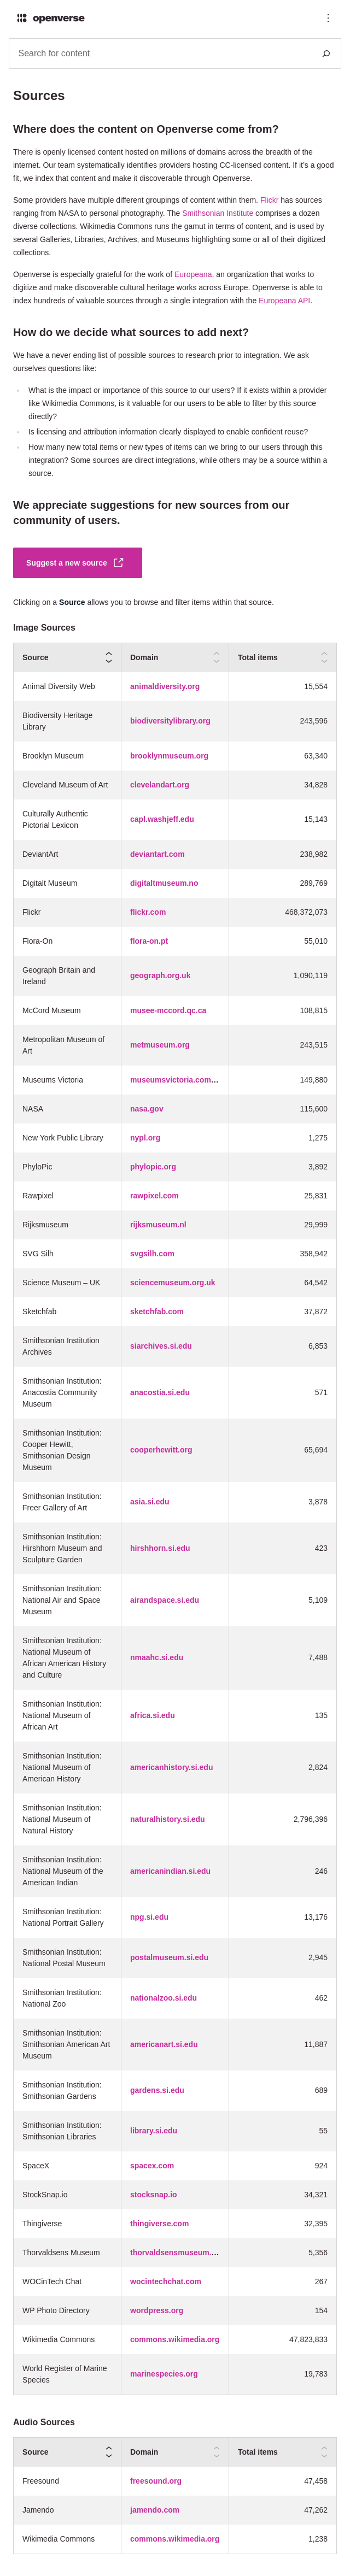 openverse
Search for content
Sources
Where does the content on Openverse come from?
There is openly licensed content hosted on millions of domains across the breadth of the
internet. Our team systematically identifies providers hosting CC-licensed content. If it's a good
fit, we index that content and make it discoverable through Openverse.
Some providers have multiple different groupings of content within them. Flickr has sources
ranging from NASA to personal photography. The Smithsonian Institute comprises a dozen
diverse collections. Wikimedia Commons runs the gamut in terms of content, and is used by
several Galleries, Libraries, Archives, and Museums highlighting some or all of their digitized
collections.
Openverse is especially grateful for the work of Europeana, an organization that works to
digitize and make discoverable cultural heritage works across Europe. Openverse is able to
index hundreds of valuable sources through a single integration with the Europeana API.
How do we decide what sources to add next?
We have a never ending list of possible sources to research prior to integration. We ask
ourselves questions like:
What is the impact or importance of this source to our users? If it exists within a provider
like Wikimedia Commons, is it valuable for our users to be able to filter by this source
directly?
Is licensing and attribution information clearly displayed to enable confident reuse?
How many new total items or new types of items can we bring to our users through this
integration? Some sources are direct integrations, while others may be a source within a
source.
We appreciate suggestions for new sources from our
community of users.
Suggest a new source
Clicking on a Source allows you to browse and filter items within that source.
Image Sources
Source Domain Total items
Animal Diversity Web animaldiversity.org 15,554
Biodiversity Heritage
Library biodiversitylibrary.org 243,596
Brooklyn Museum brooklynmuseum.org 63,340
Cleveland Museum of Art clevelandart.org 34,828
Culturally Authentic
Pictorial Lexicon capl.washjeff.edu 15,143
DeviantArt deviantart.com 238,982
Digitalt Museum digitaltmuseum.no 289,769
Flickr flickr.com 468,372,073
Flora-On flora-on.pt 55,010
Geograph Britain and
Ireland geograph.org.uk 1,090,119
McCord Museum musee-mccord.qc.ca 108,815
Metropolitan Museum of
Art metmuseum.org 243,515
Museums Victoria museumsvictoria.com… 149,880
NASA nasa.gov 115,600
New York Public Library nypl.org 1,275
PhyloPic phylopic.org 3,892
Rawpixel rawpixel.com 25,831
Rijksmuseum rijksmuseum.nl 29,999
SVG Silh svgsilh.com 358,942
Science Museum – UK sciencemuseum.org.uk 64,542
Sketchfab sketchfab.com 37,872
Smithsonian Institution
Archives siarchives.si.edu 6,853
Smithsonian Institution:
Anacostia Community
Museum anacostia.si.edu 571
Smithsonian Institution:
Cooper Hewitt,
Smithsonian Design
Museum cooperhewitt.org 65,694
Smithsonian Institution:
Freer Gallery of Art asia.si.edu 3,878
Smithsonian Institution:
Hirshhorn Museum and
Sculpture Garden hirshhorn.si.edu 423
Smithsonian Institution:
National Air and Space
Museum airandspace.si.edu 5,109
Smithsonian Institution:
National Museum of
African American History
and Culture nmaahc.si.edu 7,488
Smithsonian Institution:
National Museum of
African Art africa.si.edu 135
Smithsonian Institution:
National Museum of
American History americanhistory.si.edu 2,824
Smithsonian Institution:
National Museum of
Natural History naturalhistory.si.edu 2,796,396
Smithsonian Institution:
National Museum of the
American Indian americanindian.si.edu 246
Smithsonian Institution:
National Portrait Gallery npg.si.edu 13,176
Smithsonian Institution:
National Postal Museum postalmuseum.si.edu 2,945
Smithsonian Institution:
National Zoo nationalzoo.si.edu 462
Smithsonian Institution:
Smithsonian American Art
Museum americanart.si.edu 11,887
Smithsonian Institution:
Smithsonian Gardens gardens.si.edu 689
Smithsonian Institution:
Smithsonian Libraries library.si.edu 55
SpaceX spacex.com 924
StockSnap.io stocksnap.io 34,321
Thingiverse thingiverse.com 32,395
Thorvaldsens Museum thorvaldsensmuseum.… 5,356
WOCinTech Chat wocintechchat.com 267
WP Photo Directory wordpress.org 154
Wikimedia Commons commons.wikimedia.org 47,823,833
World Register of Marine
Species marinespecies.org 19,783
Audio Sources
Source Domain Total items
Freesound freesound.org 47,458
Jamendo jamendo.com 47,262
Wikimedia Commons commons.wikimedia.org 1,238